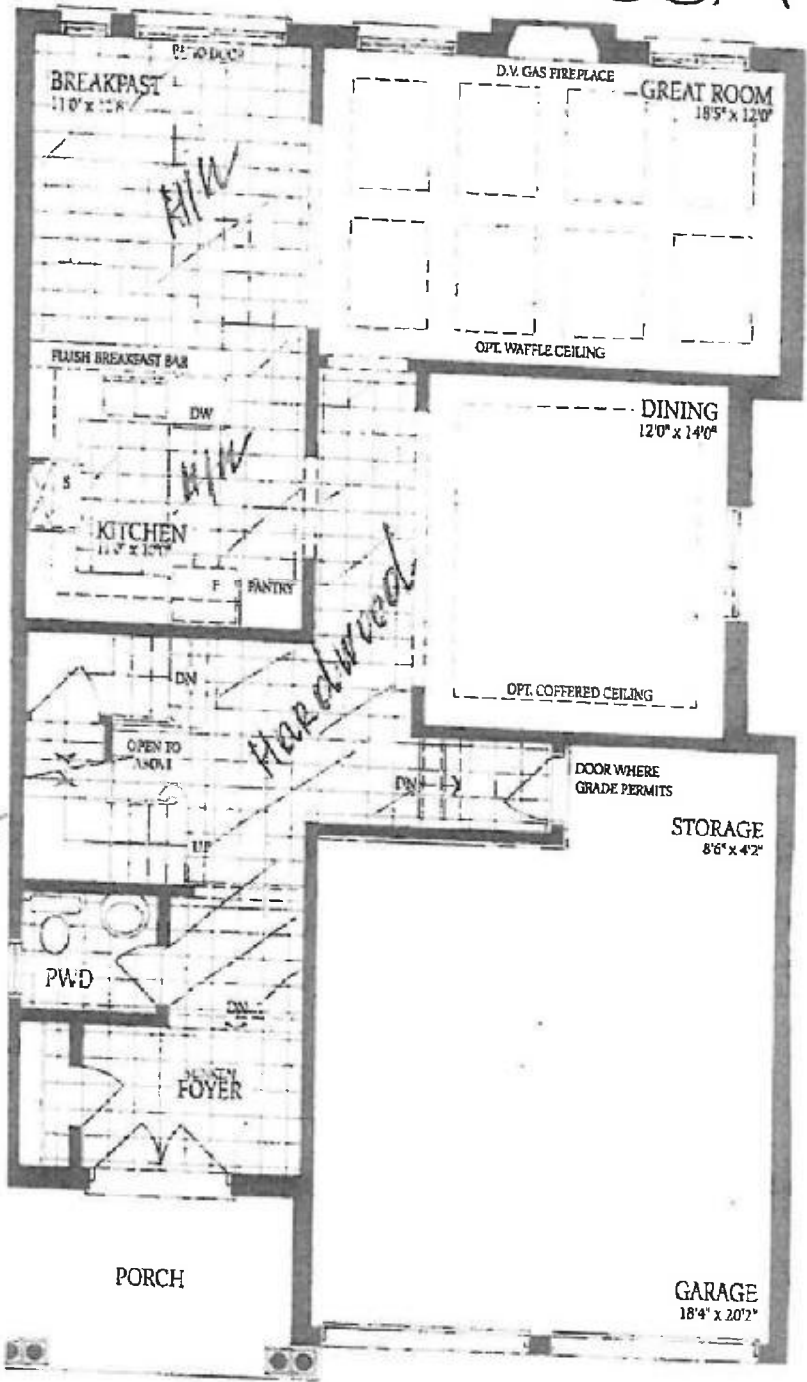 BREAKFAST
D.V. GAS FIREPLACE
GREAT ROOM
18'5" x 12'0"
H/W
OPT. WAFFLE CEILING
FLUSH BREAKFAST BAR
DW
DINING
12'0" x 14'0"
H/W
S
KITCHEN
F
PANTRY
Hardwood
DN
OPT. COFFERED CEILING
OPEN TO
DN
DOOR WHERE
GRADE PERMITS
STORAGE
8'6" x 4'2"
UP
PWD
DN
FOYER
PORCH
GARAGE
18'4" x 20'2"